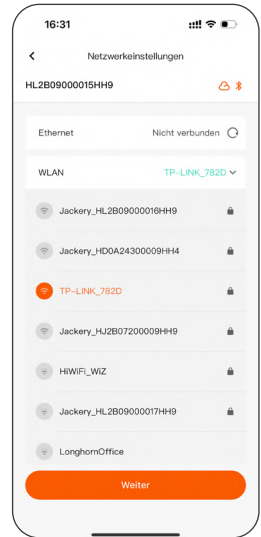 16:31
Netzwerkeinstellungen
HL2B09000015HH9
Ethernet Nicht verbunden
WLAN TP-LINK_782D
Jackery_HL2B09000016HH9
Jackery_HD0A24300009HH4
TP-LINK_782D
Jackery_HJ2B07200009HH9
HiWiFi_WiZ
Jackery_HL2B09000017HH9
LonghornOffice
Weiter